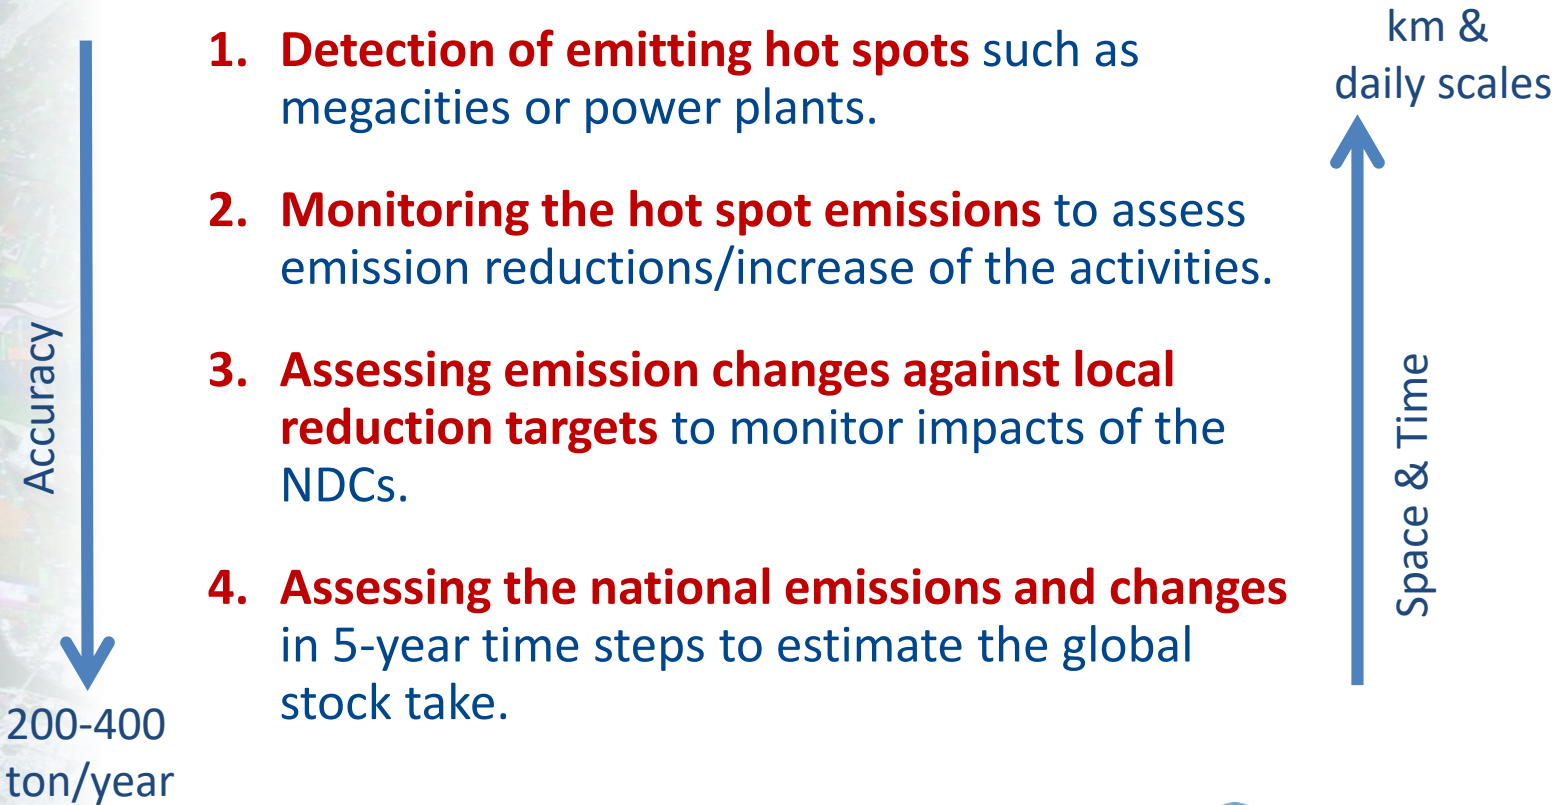 1. Detection of emitting hot spots such as
megacities or power plants.
2. Monitoring the hot spot emissions to assess
emission reductions/increase of the activities.
3. Assessing emission changes against local
reduction targets to monitor impacts of the
NDCs.
4. Assessing the national emissions and changes
in 5-year time steps to estimate the global
stock take.
Accuracy
200-400
ton/year
km &
daily scales
Space & Time